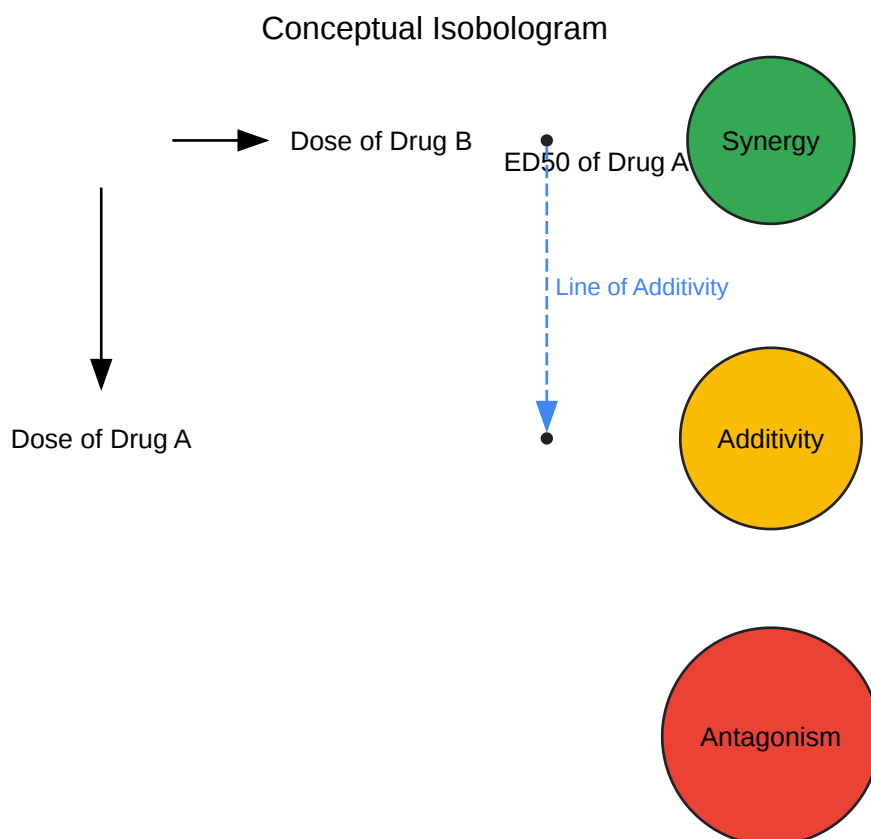 Conceptual Isobologram
Dose of Drug B
ED50 of Drug A
Synergy
Line of Additivity
Dose of Drug A
Additivity
Antagonism